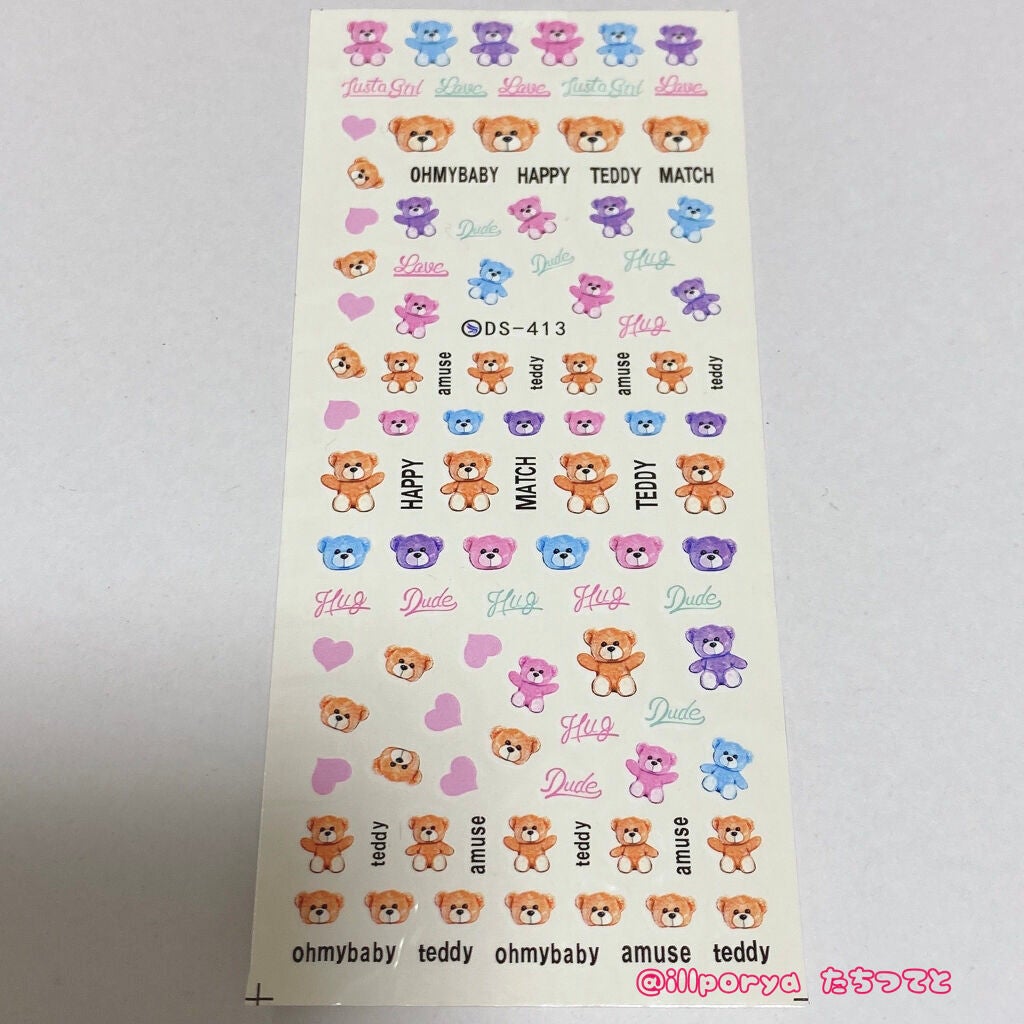 Just a Girl Love Love Just a Girl Love
OHMYBABY HAPPY TEDDY MATCH
Dude
Love Dude Hug
Hug
DS-413
amuse teddy amuse teddy
HAPPY MATCH TEDDY
Hug Dude Hug Hug Dude
Dude
Hug
Dude
teddy amuse teddy amuse
ohmybaby teddy ohmybaby amuse teddy
@illporya たちつてと